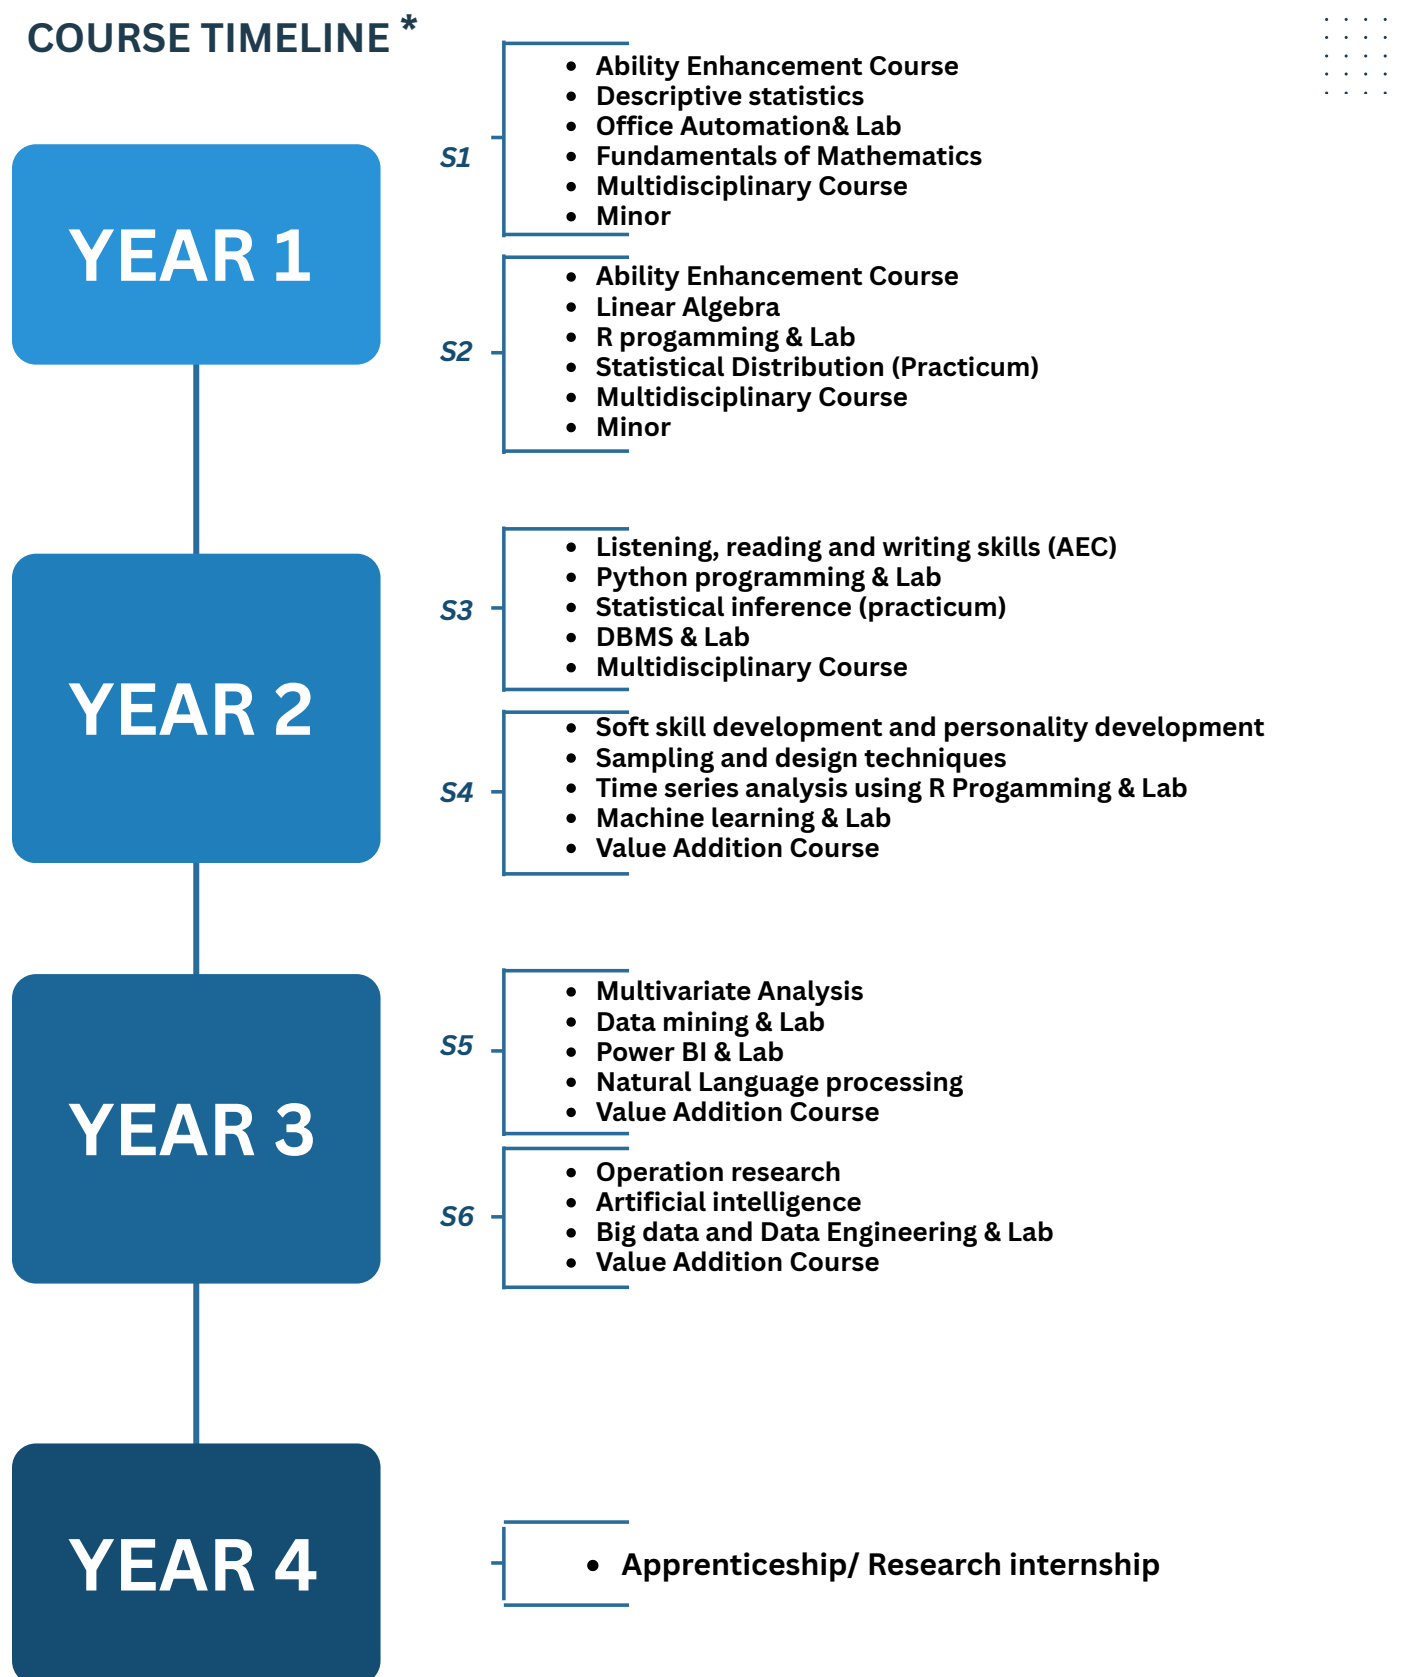 COURSE TIMELINE *
YEAR 1
S1
• Ability Enhancement Course
• Descriptive statistics
• Office Automation& Lab
• Fundamentals of Mathematics
• Multidisciplinary Course
• Minor
S2
• Ability Enhancement Course
• Linear Algebra
• R progamming & Lab
• Statistical Distribution (Practicum)
• Multidisciplinary Course
• Minor
YEAR 2
S3
• Listening, reading and writing skills (AEC)
• Python programming & Lab
• Statistical inference (practicum)
• DBMS & Lab
• Multidisciplinary Course
S4
• Soft skill development and personality development
• Sampling and design techniques
• Time series analysis using R Progamming & Lab
• Machine learning & Lab
• Value Addition Course
YEAR 3
S5
• Multivariate Analysis
• Data mining & Lab
• Power BI & Lab
• Natural Language processing
• Value Addition Course
S6
• Operation research
• Artificial intelligence
• Big data and Data Engineering & Lab
• Value Addition Course
YEAR 4
• Apprenticeship/ Research internship